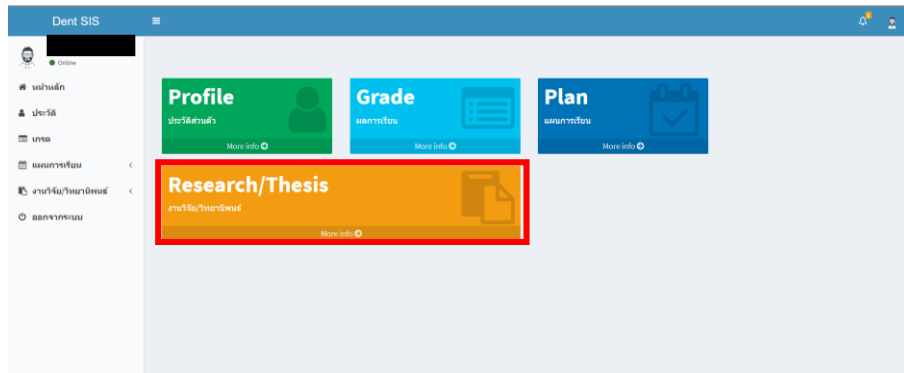 Dent SIS
Online
หน้าหลัก
ประวัติ
เกรด
แผนการเรียน
งานวิจัย/วิทยานิพนธ์
ออกจากระบบ
Profile
ประวัติส่วนตัว
More info
Grade
ผลการเรียน
More info
Plan
แผนการเรียน
More info
Research/Thesis
งานวิจัย/วิทยานิพนธ์
More info